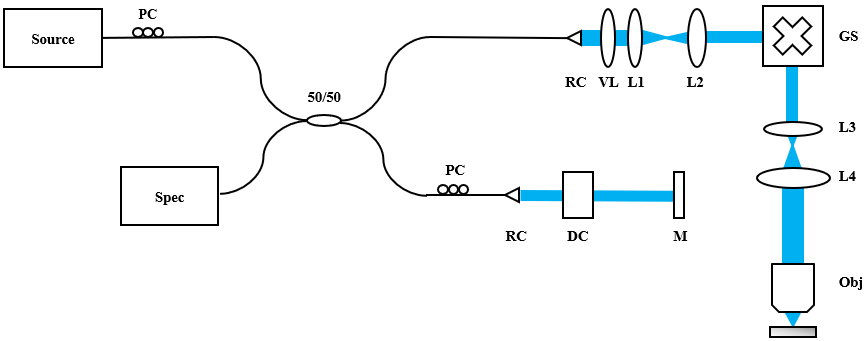 PC
Source
GS
RC VL L1 L2
50/50
L3
PC
L4
Spec
RC DC M
Obj